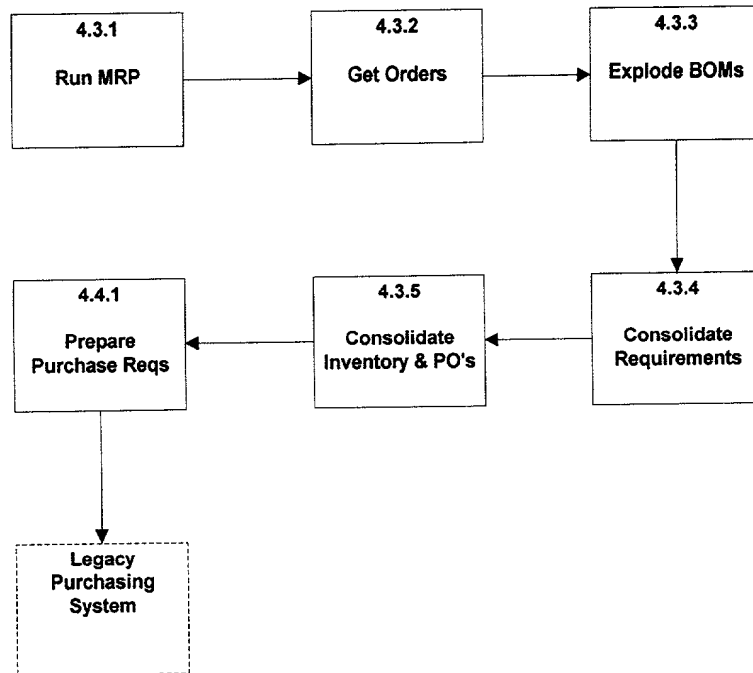 4.3.1
Run MRP
4.3.2
Get Orders
4.3.3
Explode BOMs
4.4.1
Prepare
Purchase Reqs
4.3.5
Consolidate
Inventory & PO's
4.3.4
Consolidate
Requirements
Legacy
Purchasing
System